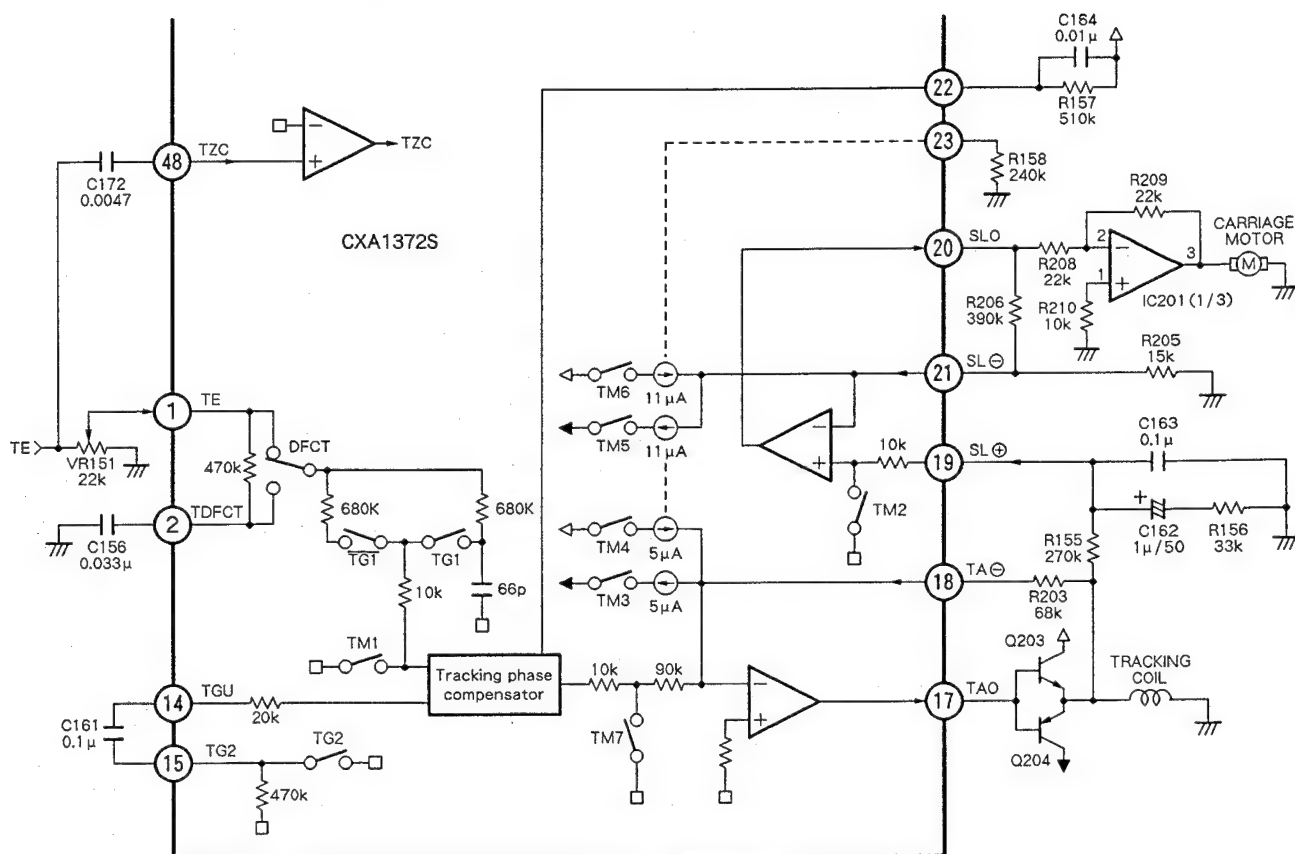 C164
0.01μ
22
R157
510k
23
R158
240k
48
TZC
−
+
TZC
C172
0.0047
CXA1372S
R209
22k
CARRIAGE
MOTOR
20
SLO
R208
22k
2
−
1
+
3
M
IC201 (1/3)
R206
390k
R210
10k
R205
15k
21
SL⊖
TM6
11μA
TM5
11μA
1
TE
TE
VR151
22k
DFCT
470k
−
+
10k
19
SL⊕
C163
0.1μ
TM2
+
C162
1μ/50
R156
33k
2
TDFCT
C156
0.033μ
680K
680K
TG1
TG1
10k
66p
TM4
5μA
TM3
5μA
R155
270k
18
TA⊖
R203
68k
TM1
Tracking phase
compensator
10k
90k
−
+
17
TAO
Q203
Q204
TRACKING
COIL
14
TGU
20k
C161
0.1μ
15
TG2
TG2
470k
TM7